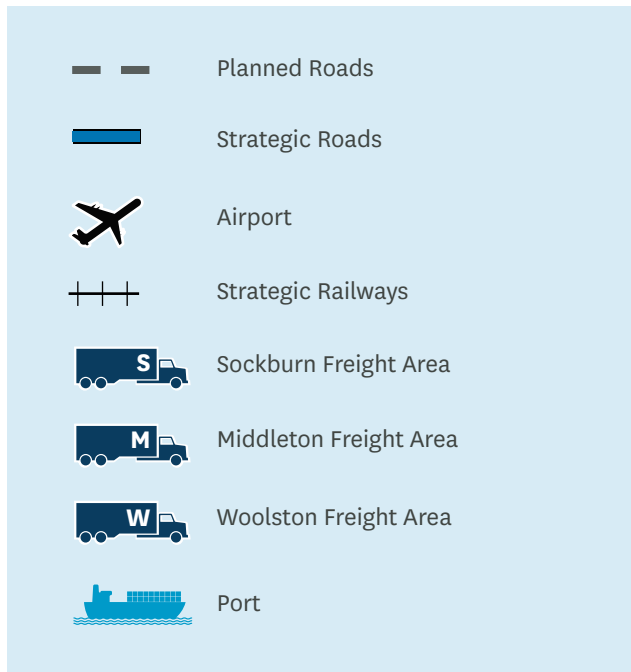 Planned Roads
Strategic Roads
Airport
Strategic Railways
S Sockburn Freight Area
M Middleton Freight Area
W Woolston Freight Area
Port